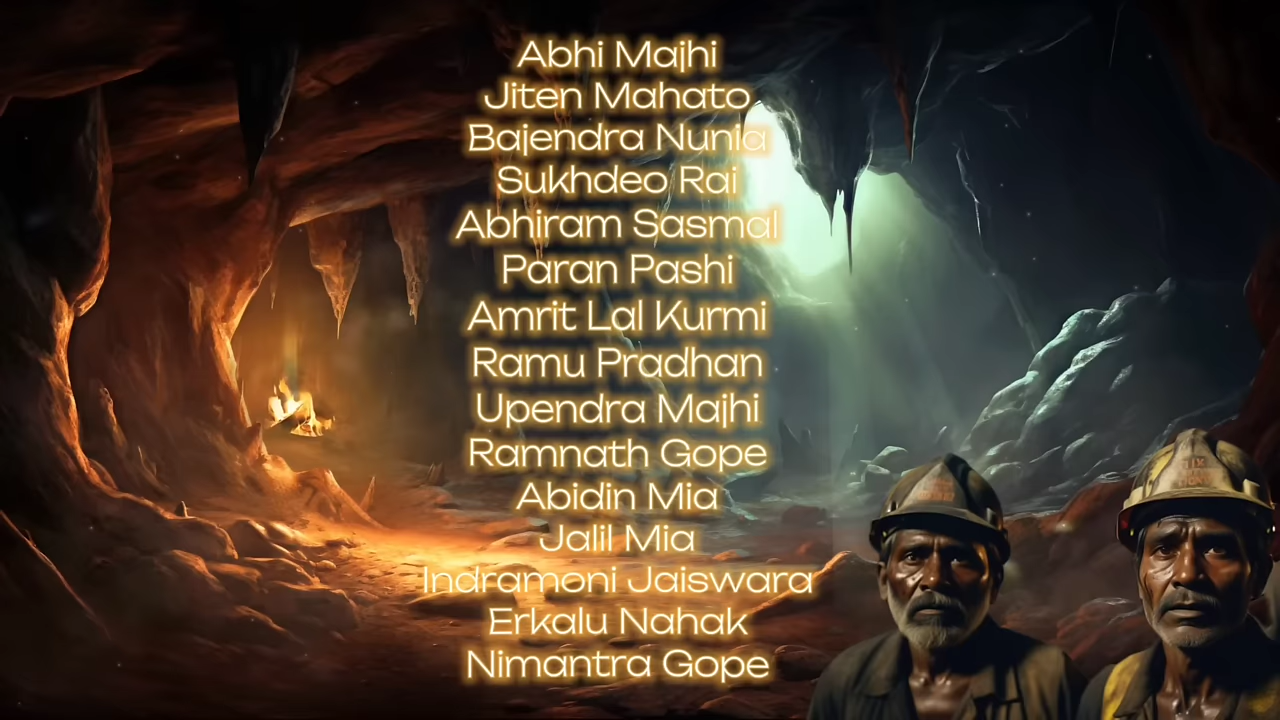 Abhi Majhi
Jiten Mahato
Bajendra Nunia
Sukhdeo Rai
Abhiram Sasmal
Paran Pashi
Amrit Lal Kurmi
Ramu Pradhan
Upendra Majhi
Ramnath Gope
Abidin Mia
Jalil Mia
Indramoni Jaiswara
Erkalu Nahak
Nimantra Gope